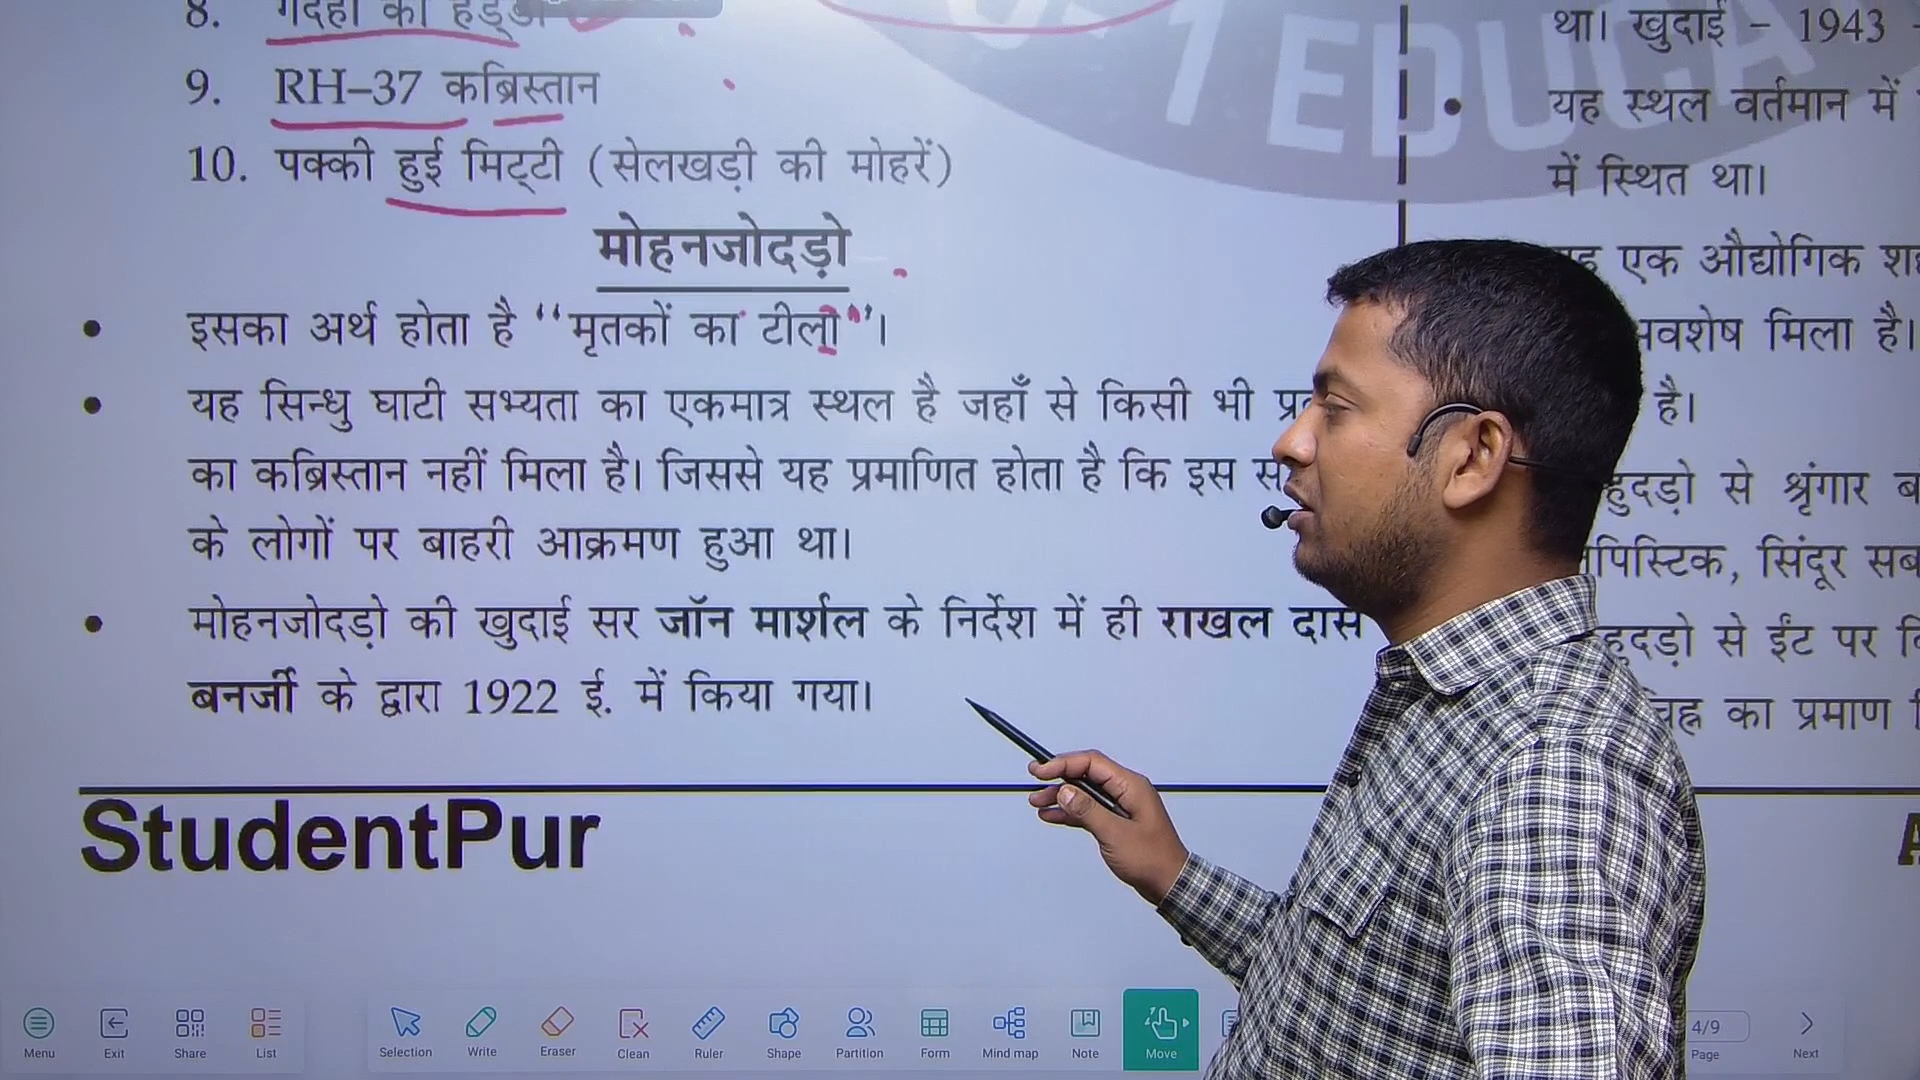 8. गदहा की हड्डी
9. RH–37 कब्रिस्तान
10. पक्की हुई मिट्टी (सेलखड़ी की मोहरें)
मोहनजोदड़ो
• इसका अर्थ होता है “मृतकों का टीला”।
• यह सिन्धु घाटी सभ्यता का एकमात्र स्थल है जहाँ से किसी भी
का कब्रिस्तान नहीं मिला है। जिससे यह प्रमाणित होता है कि इस
के लोगों पर बाहरी आक्रमण हुआ था।
• मोहनजोदड़ो की खुदाई सर जॉन मार्शल के निर्देश में ही राखल दास
बनर्जी के द्वारा 1922 ई. में किया गया।
StudentPur
था। खुदाई – 1943 –
• यह स्थल वर्तमान में
में स्थित था।
एक औद्योगिक
मिला है।
है।
से श्रृंगार
सिंदूर सब
से ईंट पर
का प्रमाण
1 EDUCA
Menu Exit Share List Selection Write Eraser Clean Ruler Shape Partition Form Mind map Note Move 4/9 Page Next